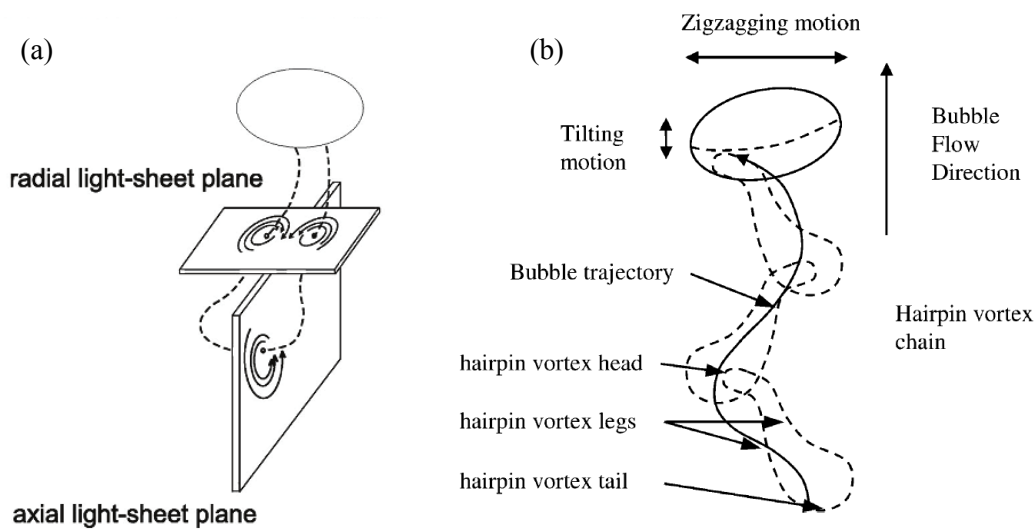 (a)
radial light-sheet plane
axial light-sheet plane
(b)
Zigzagging motion
Tilting
motion
Bubble
Flow
Direction
Bubble trajectory
Hairpin vortex
chain
hairpin vortex head
hairpin vortex legs
hairpin vortex tail